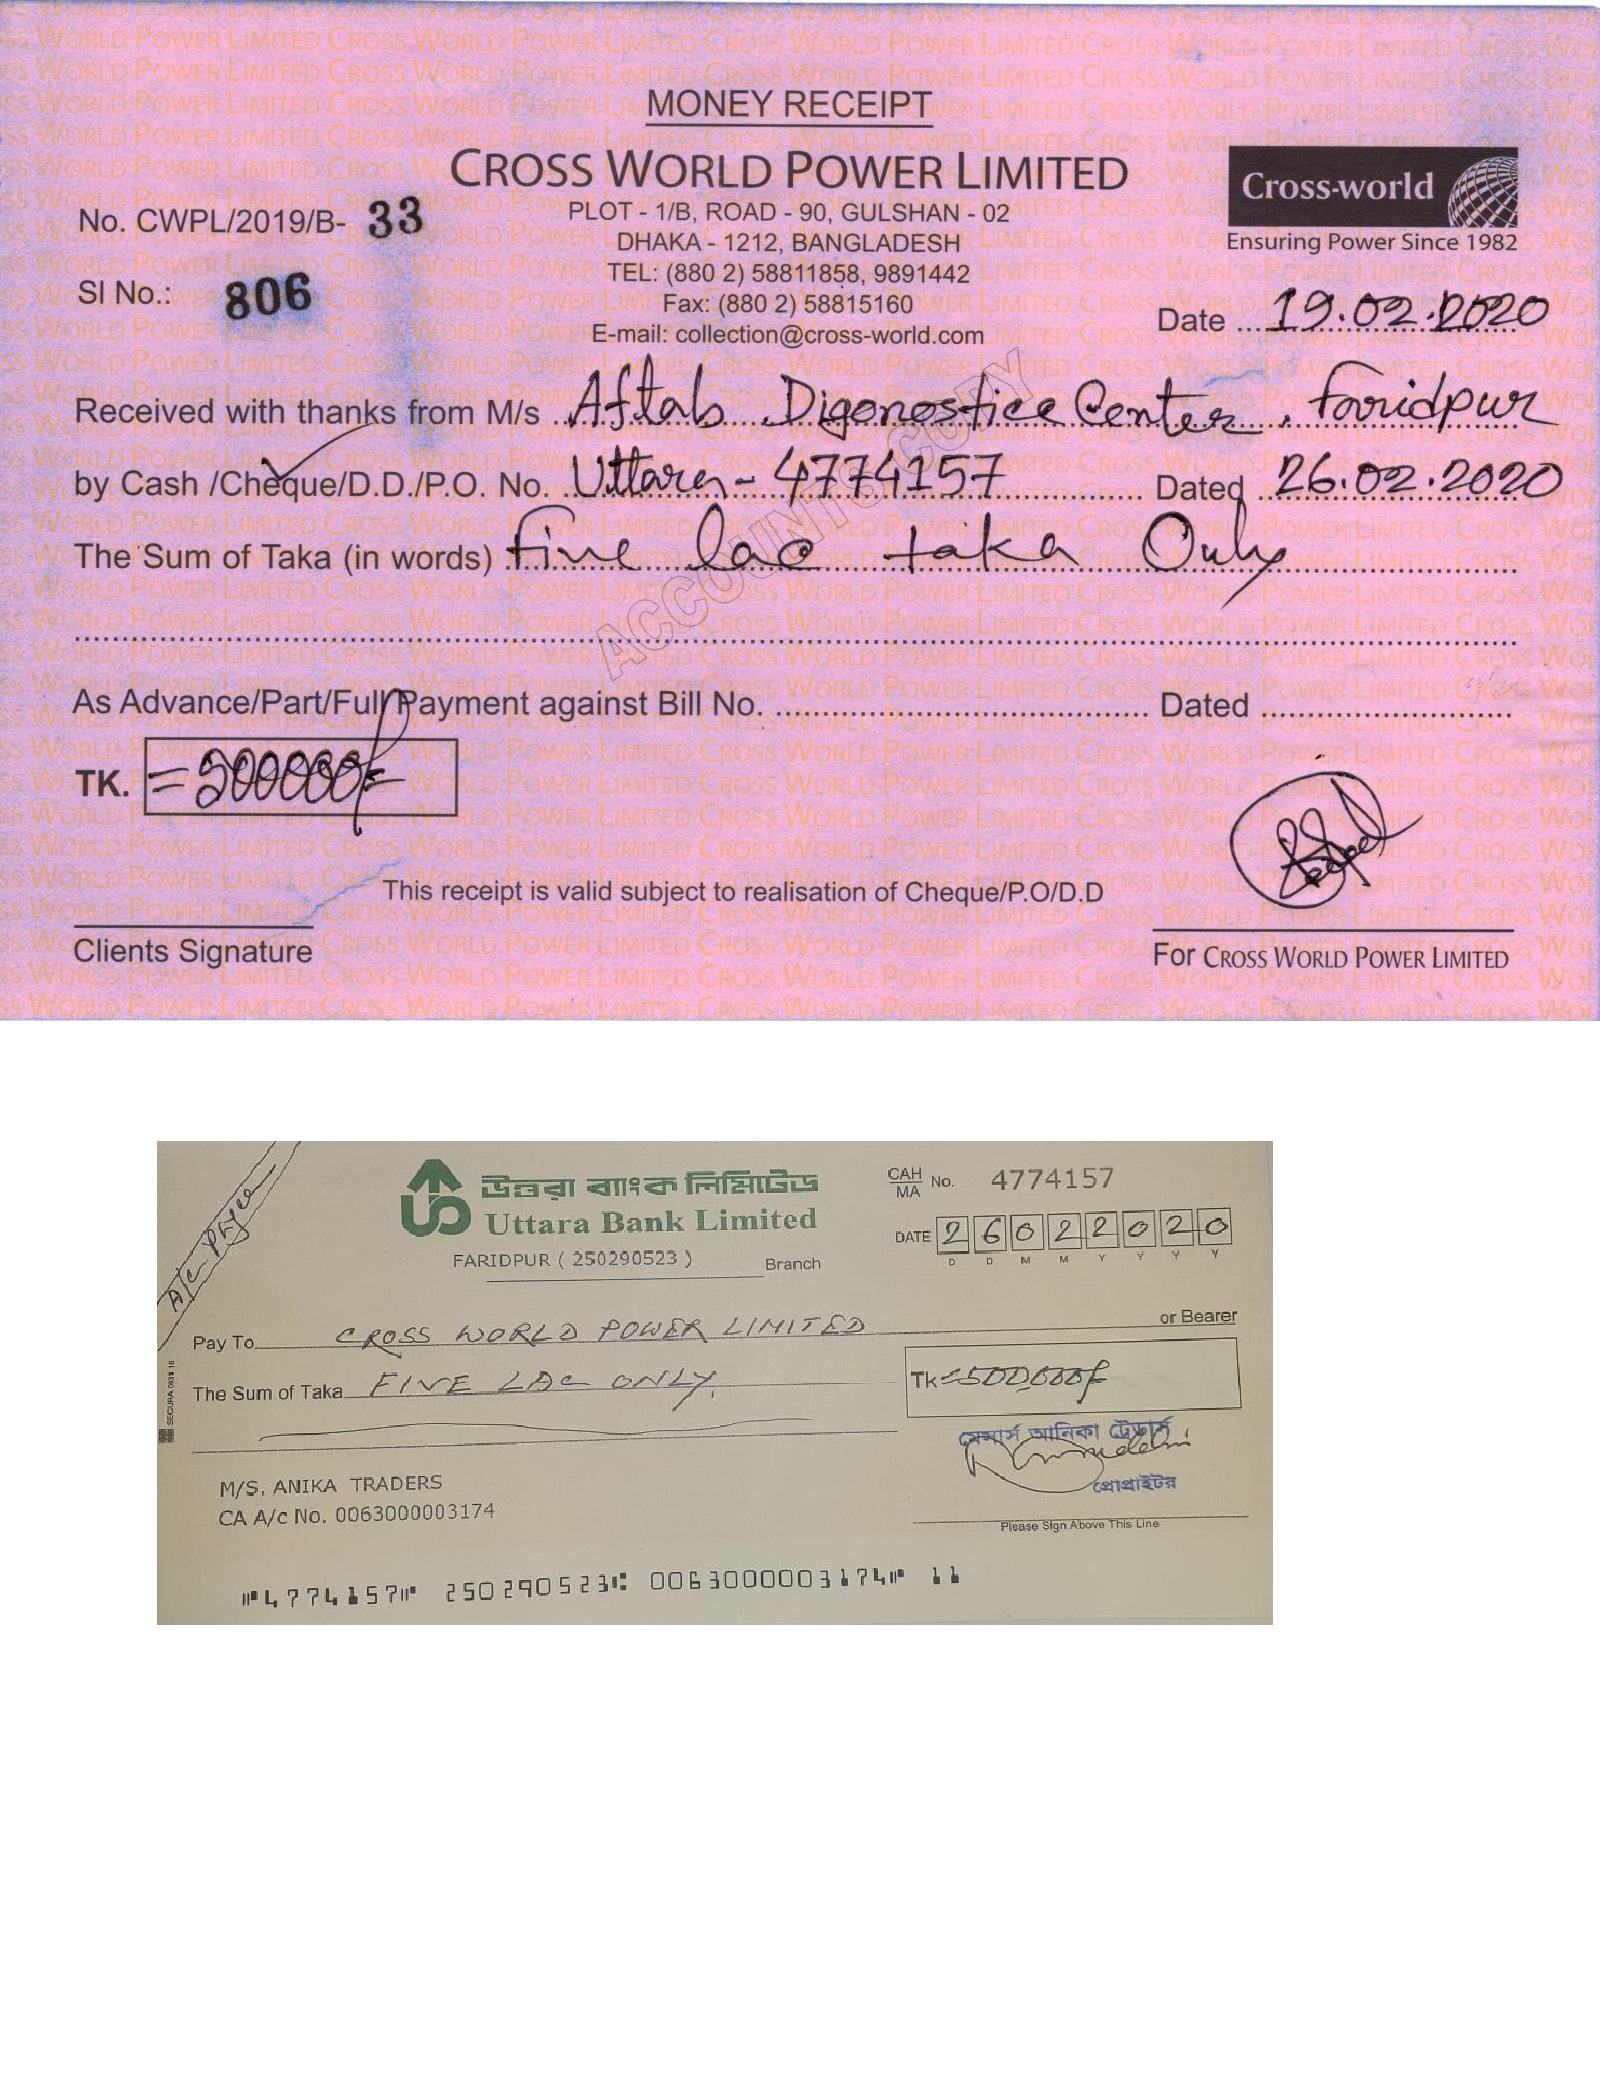 MONEY RECEIPT
CROSS WORLD POWER LIMITED
PLOT - 1/B, ROAD - 90, GULSHAN - 02
DHAKA - 1212, BANGLADESH
TEL: (880 2) 58811858, 9891442
Fax: (880 2) 58815160
E-mail: collection@cross-world.com
Cross-world
Ensuring Power Since 1982
No. CWPL/2019/B- 33
Sl No.: 806
Date 19.02.2020
Received with thanks from M/s Aftab Digonostice Center, Faridpur
by Cash /Cheque/D.D./P.O. No. Uttara - 4774157 Dated 26.02.2020
The Sum of Taka (in words) five lac taka Only
ACCOUNTS COPY
As Advance/Part/Full Payment against Bill No. Dated
TK. =500000/=
This receipt is valid subject to realisation of Cheque/P.O/D.D
Clients Signature
For CROSS WORLD POWER LIMITED
A/C Payee
উত্তরা ব্যাংক লিমিটেড
Uttara Bank Limited
FARIDPUR ( 250290523 ) Branch
CAH/MA No. 4774157
DATE 26022020
D D M M Y Y Y Y
Pay To CROSS WORLD POWER LIMITED or Bearer
The Sum of Taka FIVE LAC ONLY.
Tk =500,000/
মেসার্স আনিকা ট্রেডার্স
প্রোপ্রাইটর
M/S. ANIKA TRADERS
CA A/c No. 0063000003174
Please Sign Above This Line
4774157 250290523 0063000003174 11